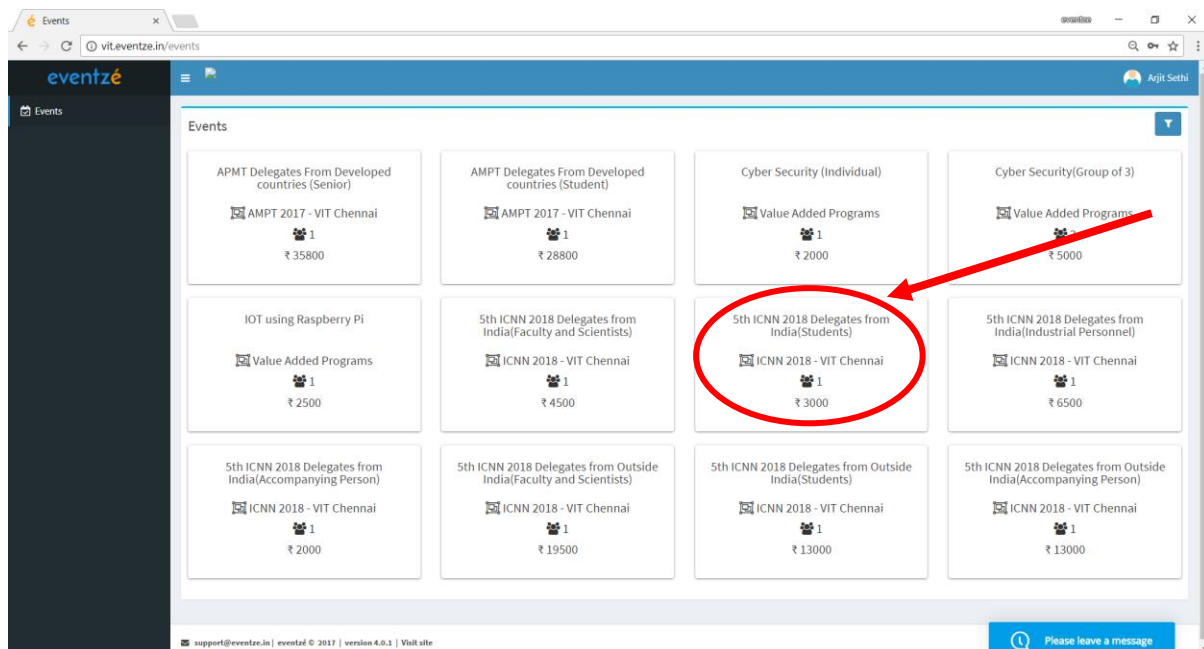 Events
eventze
vit.eventze.in/events
eventzé
Arjit Sethi
Events
Events
APMT Delegates From Developed
countries (Senior)
AMPT 2017 - VIT Chennai
1
₹ 35800
AMPT Delegates From Developed
countries (Student)
AMPT 2017 - VIT Chennai
1
₹ 28800
Cyber Security (Individual)
Value Added Programs
1
₹ 2000
Cyber Security(Group of 3)
Value Added Programs
₹ 5000
IOT using Raspberry Pi
Value Added Programs
1
₹ 2500
5th ICNN 2018 Delegates from
India(Faculty and Scientists)
ICNN 2018 - VIT Chennai
1
₹ 4500
5th ICNN 2018 Delegates from
India(Students)
ICNN 2018 - VIT Chennai
1
₹ 3000
5th ICNN 2018 Delegates from
India(Industrial Personnel)
ICNN 2018 - VIT Chennai
1
₹ 6500
5th ICNN 2018 Delegates from
India(Accompanying Person)
ICNN 2018 - VIT Chennai
1
₹ 2000
5th ICNN 2018 Delegates from Outside
India(Faculty and Scientists)
ICNN 2018 - VIT Chennai
1
₹ 19500
5th ICNN 2018 Delegates from Outside
India(Students)
ICNN 2018 - VIT Chennai
1
₹ 13000
5th ICNN 2018 Delegates from Outside
India(Accompanying Person)
ICNN 2018 - VIT Chennai
1
₹ 13000
support@eventze.in | eventzé © 2017 | version 4.0.1 | Visit site
Please leave a message